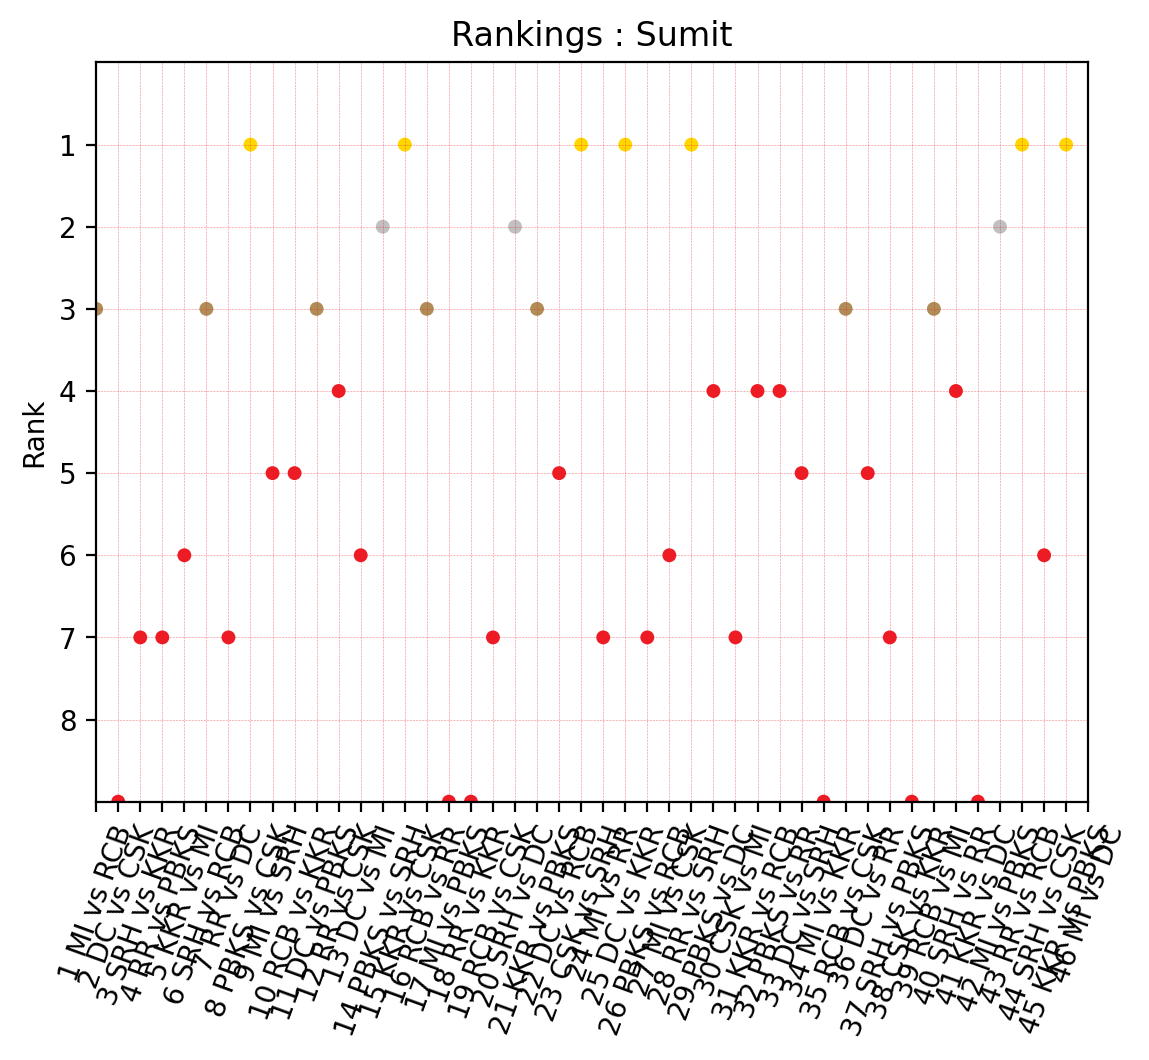 Rankings : Sumit
Rank
1
2
3
4
5
6
7
8
1 MI vs RCB
2 DC vs CSK
3 SRH vs KKR
4 RR vs PBKS
5 KKR vs MI
6 SRH vs RCB
7 RR vs DC
8 PBKS vs CSK
9 MI vs SRH
10 RCB vs KKR
11 DC vs PBKS
12 RR vs CSK
13 DC vs MI
14 PBKS vs SRH
15 KKR vs CSK
16 RCB vs RR
17 MI vs PBKS
18 RR vs KKR
19 RCB vs CSK
20 SRH vs DC
21 KKR vs PBKS
22 DC vs RCB
23 CSK vs SRH
24 MI vs RR
25 DC vs KKR
26 PBKS vs RCB
27 MI vs CSK
28 RR vs SRH
29 PBKS vs DC
30 CSK vs MI
31 KKR vs RCB
32 PBKS vs RR
33 DC vs SRH
34 MI vs KKR
35 RCB vs CSK
36 DC vs RR
37 SRH vs PBKS
38 CSK vs KKR
39 RCB vs MI
40 SRH vs RR
41 KKR vs DC
42 MI vs PBKS
43 RR vs RCB
44 SRH vs CSK
45 KKR vs PBKS
46 MI vs DC